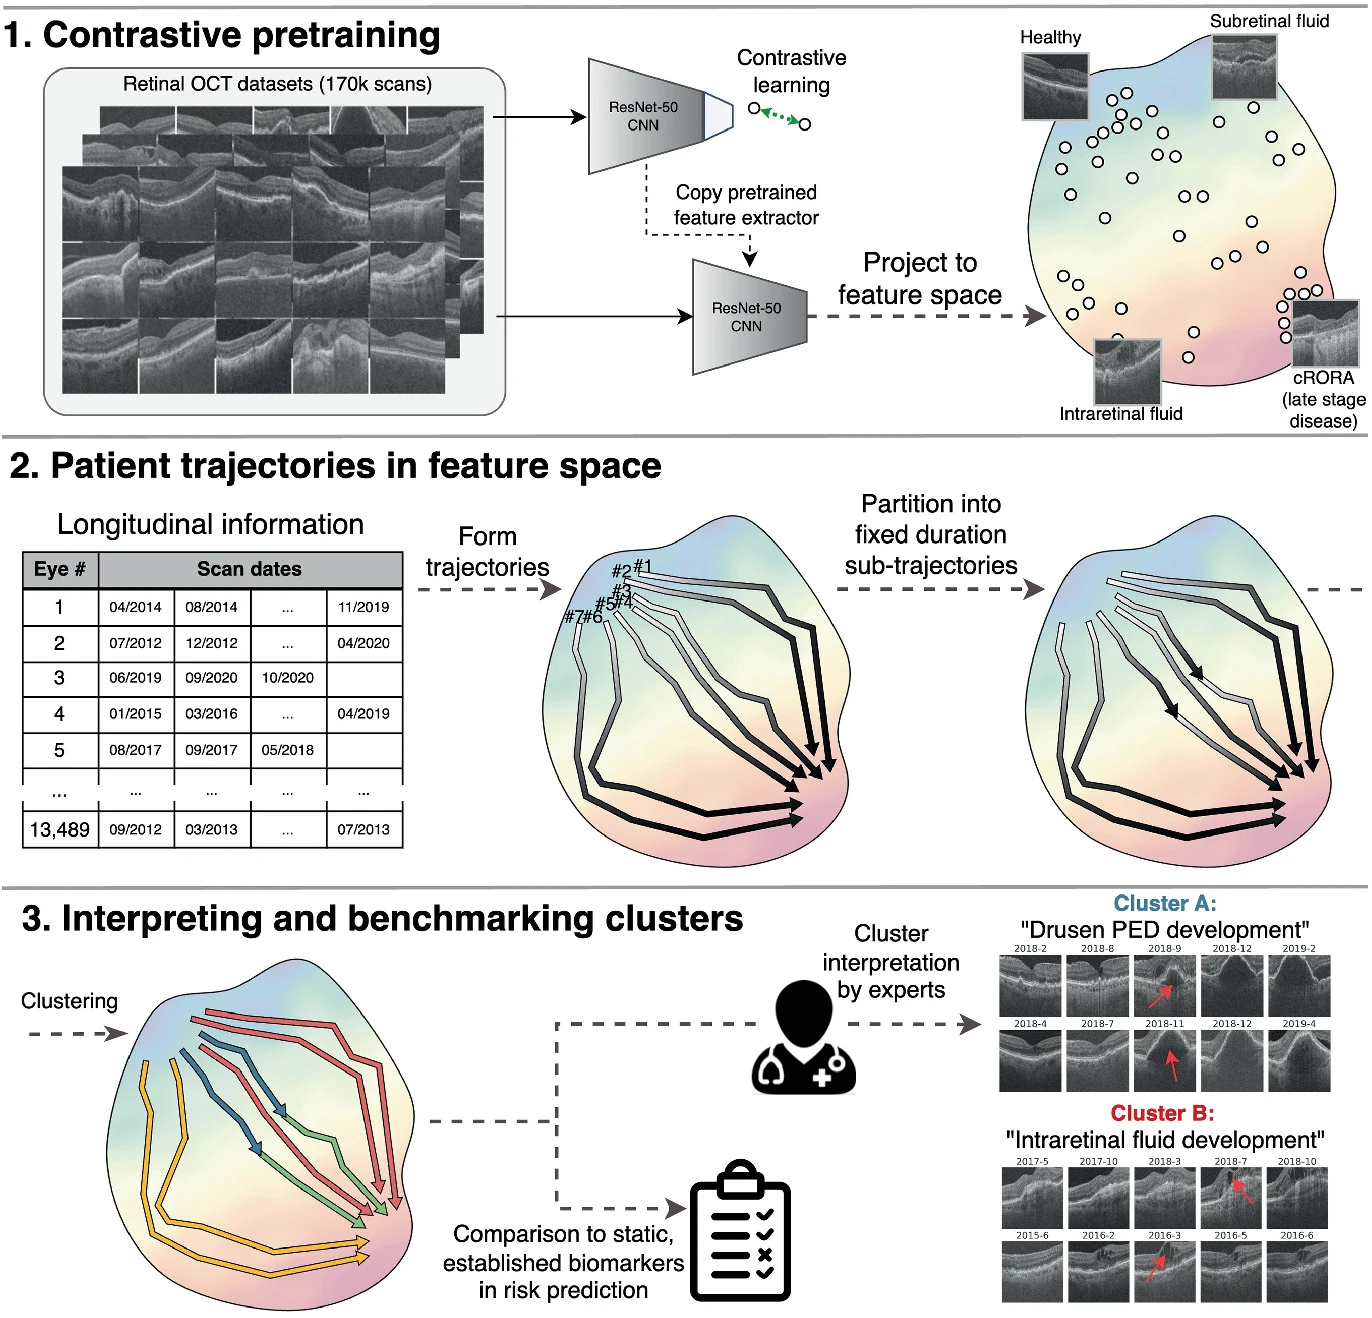 1. Contrastive pretraining
Retinal OCT datasets (170k scans)
ResNet-50
CNN
Contrastive
learning
Copy pretrained
feature extractor
ResNet-50
CNN
Project to
feature space
Healthy
Subretinal fluid
Intraretinal fluid
cRORA
(late stage
disease)
2. Patient trajectories in feature space
Longitudinal information
Eye # Scan dates
1 04/2014 08/2014 ... 11/2019
2 07/2012 12/2012 ... 04/2020
3 06/2019 09/2020 10/2020
4 01/2015 03/2016 ... 04/2019
5 08/2017 09/2017 05/2018
... ... ... ... ...
13,489 09/2012 03/2013 ... 07/2013
Form
trajectories
#2 #1
#3
#5 #4
#7 #6
Partition into
fixed duration
sub-trajectories
3. Interpreting and benchmarking clusters
Clustering
Cluster
interpretation
by experts
Comparison to static,
established biomarkers
in risk prediction
Cluster A:
"Drusen PED development"
2018-2 2018-8 2018-9 2018-12 2019-2
2018-4 2018-7 2018-11 2018-12 2019-4
Cluster B:
"Intraretinal fluid development"
2017-5 2017-10 2018-3 2018-7 2018-10
2015-6 2016-2 2016-3 2016-5 2016-6